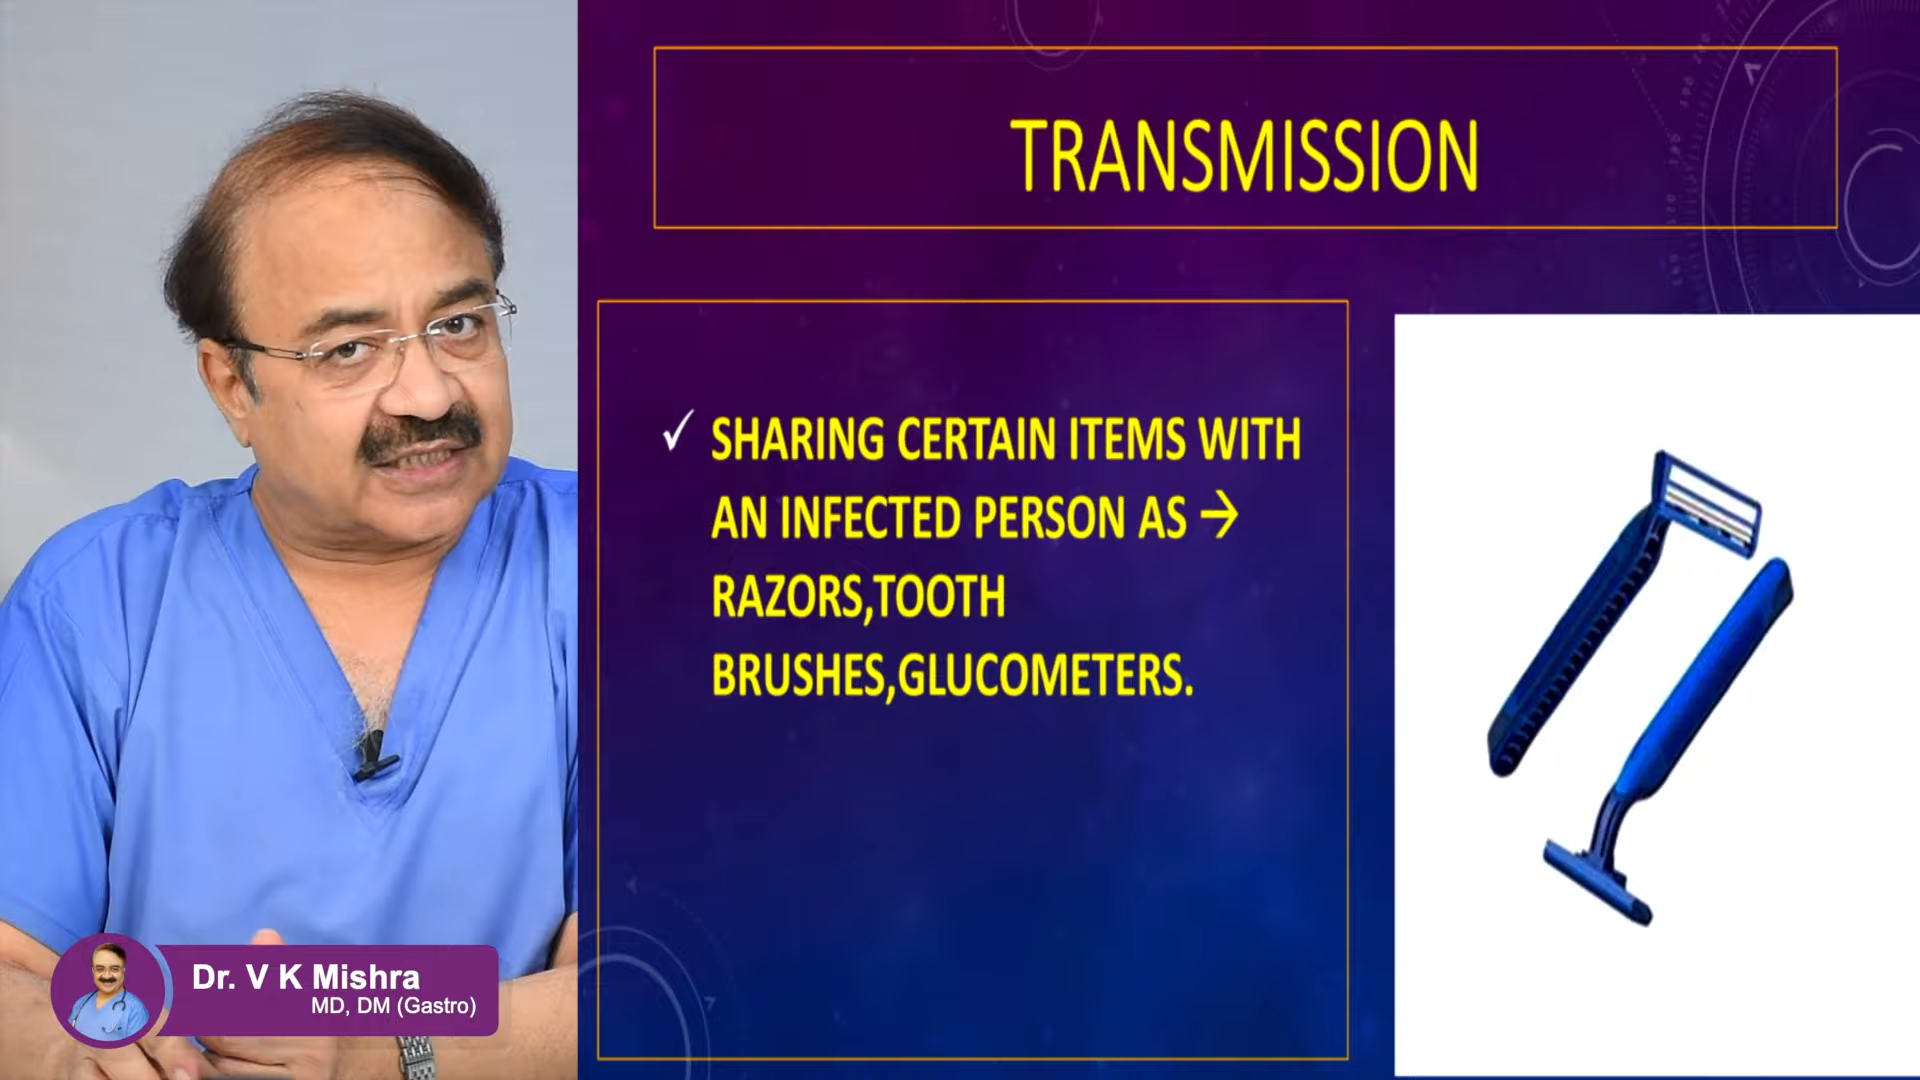 TRANSMISSION
✓ SHARING CERTAIN ITEMS WITH
AN INFECTED PERSON AS →
RAZORS,TOOTH
BRUSHES,GLUCOMETERS.
Dr. V K Mishra
MD, DM (Gastro)